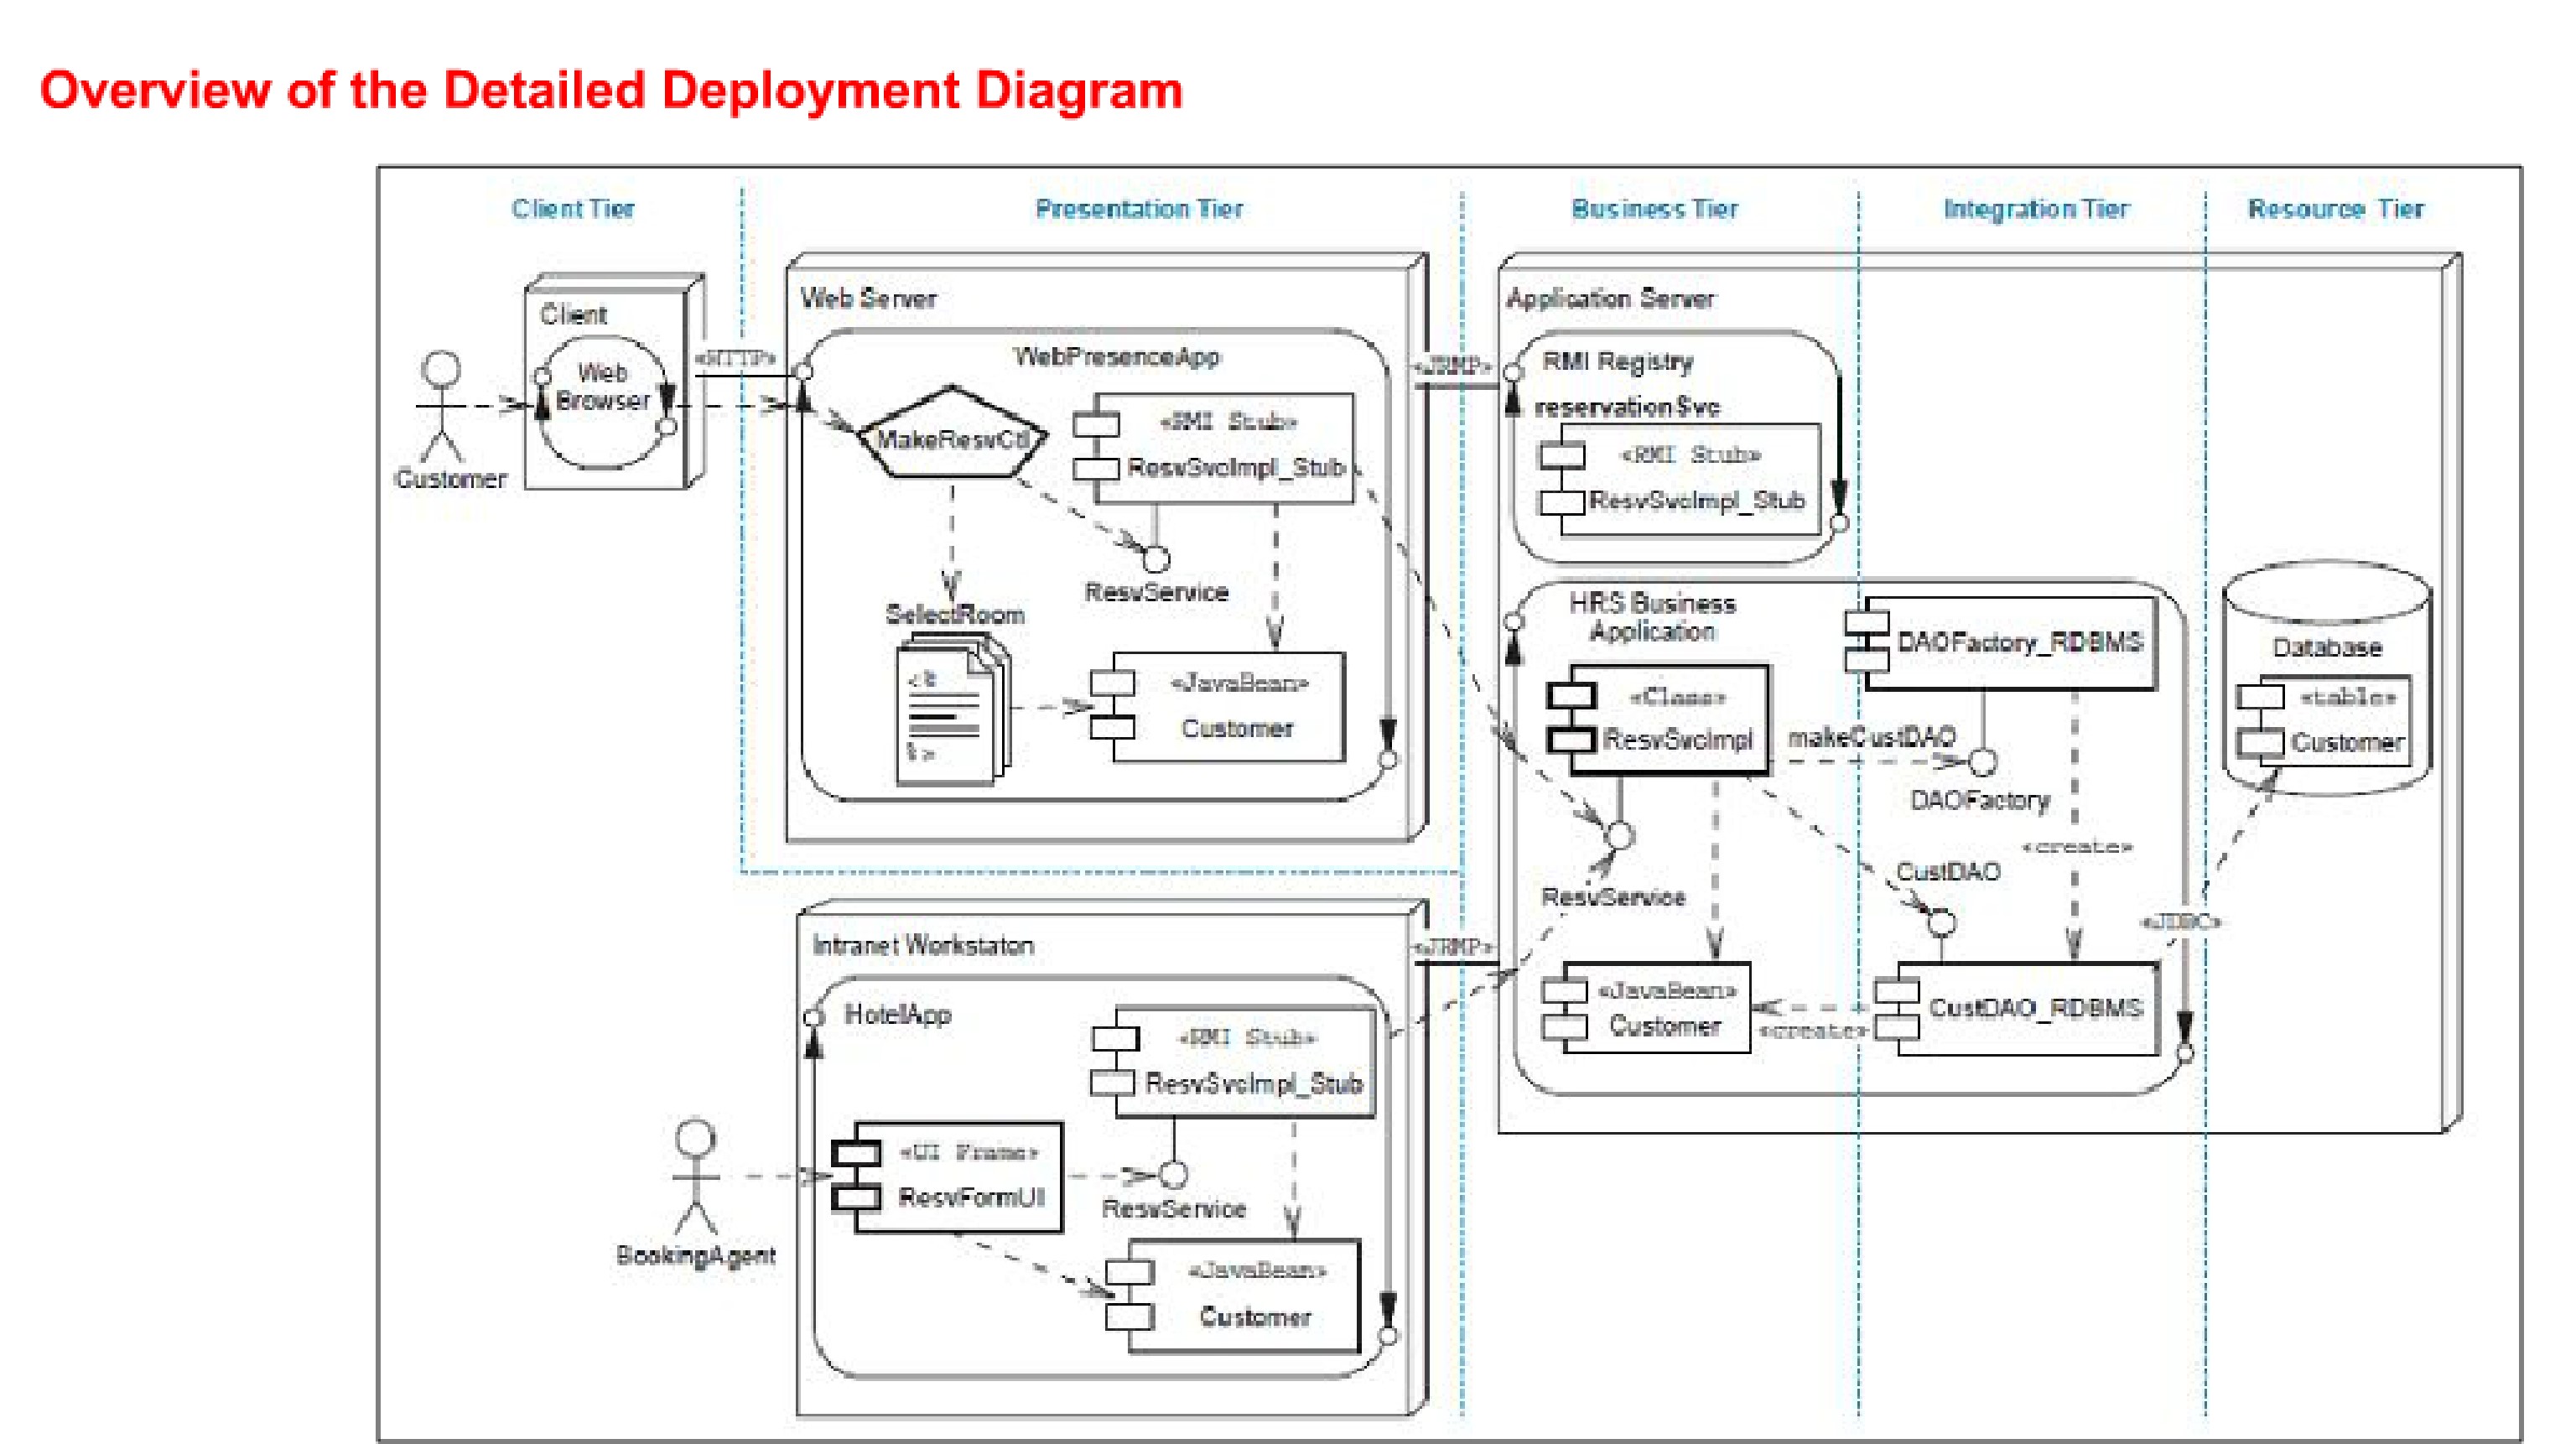 Overview of the Detailed Deployment Diagram
Client Tier
Presentation Tier
Business Tier
Integration Tier
Resource Tier
Client
Web
Browser
Customer
«HTTP»
Web Server
WebPresenceApp
MakeResvCtl
«RMI Stub»
ResvSvcImpl_Stub
ResvService
SelectRoom
<%
%>
«JavaBean»
Customer
«JRMP»
Application Server
RMI Registry
reservationSvc
«RMI Stub»
ResvSvcImpl_Stub
HRS Business
Application
«Class»
ResvSvcImpl
makeCustDAO
DAOFactory_RDBMS
DAOFactory
«create»
CustDAO
ResvService
«JavaBean»
Customer
«create»
CustDAO_RDBMS
«JDBC»
Database
«table»
Customer
Intranet Workstaton
«JRMP»
HotelApp
«RMI Stub»
ResvSvcImpl_Stub
«UI Frame»
ResvFormUI
ResvService
BookingAgent
«JavaBean»
Customer